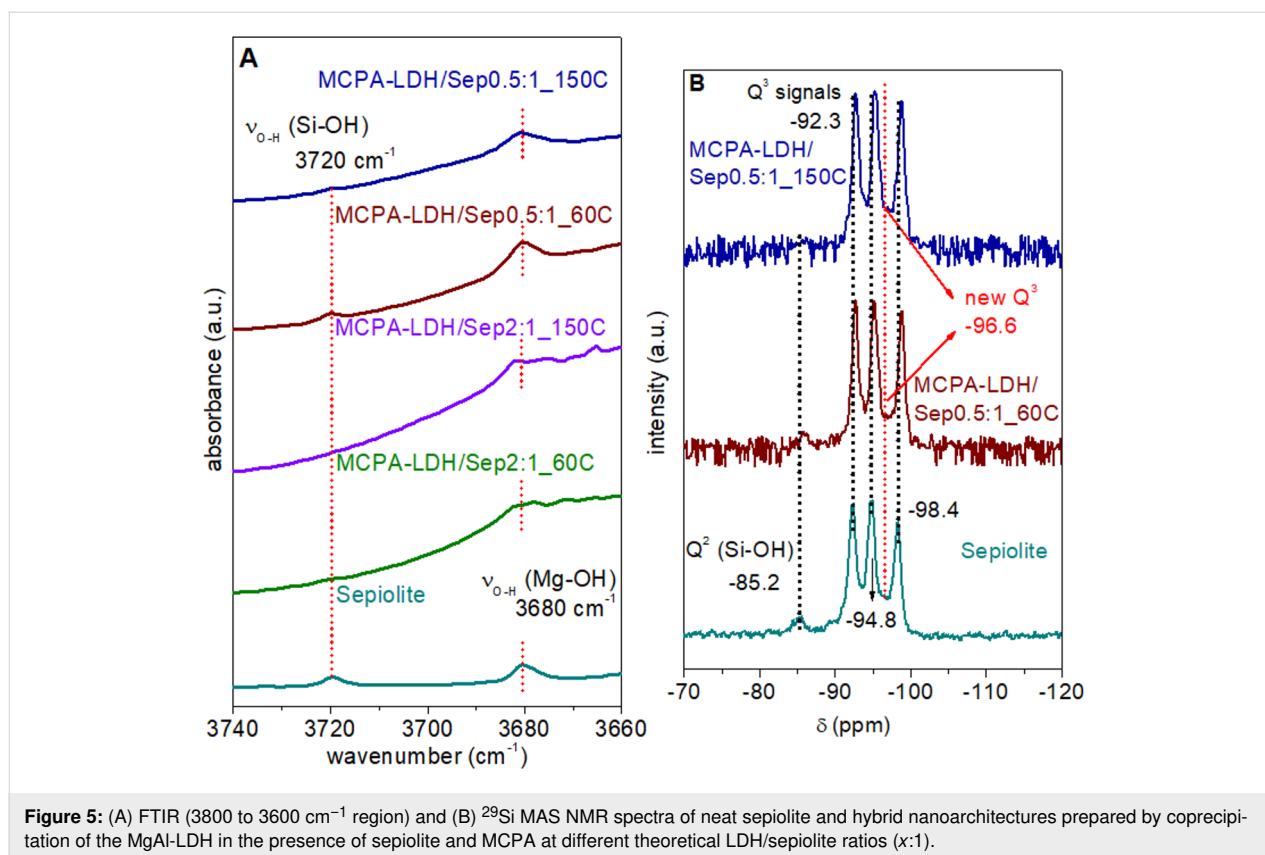 A
MCPA-LDH/Sep0.5:1_150C
ν O-H (Si-OH)
3720 cm⁻¹
MCPA-LDH/Sep0.5:1_60C
MCPA-LDH/Sep2:1_150C
MCPA-LDH/Sep2:1_60C
Sepiolite
ν O-H (Mg-OH)
3680 cm⁻¹
absorbance (a.u.)
3740 3720 3700 3680 3660
wavenumber (cm⁻¹)
B
Q³ signals
-92.3
MCPA-LDH/
Sep0.5:1_150C
new Q³
-96.6
MCPA-LDH/
Sep0.5:1_60C
-98.4
Q² (Si-OH)
-85.2
Sepiolite
-94.8
intensity (a.u.)
-70 -80 -90 -100 -110 -120
δ (ppm)
Figure 5: (A) FTIR (3800 to 3600 cm⁻¹ region) and (B) ²⁹Si MAS NMR spectra of neat sepiolite and hybrid nanoarchitectures prepared by coprecipi-
tation of the MgAl-LDH in the presence of sepiolite and MCPA at different theoretical LDH/sepiolite ratios (x:1).